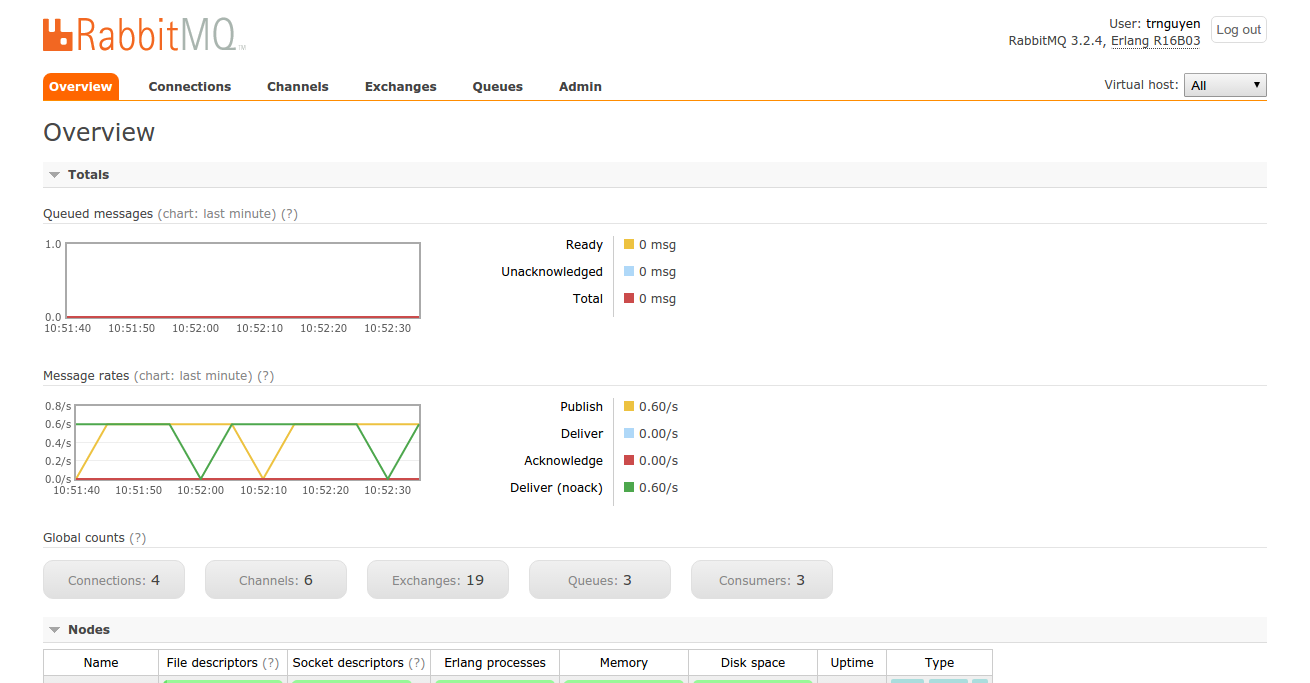 RabbitMQ TM
User: trnguyen
Log out
RabbitMQ 3.2.4, Erlang R16B03
Overview Connections Channels Exchanges Queues Admin Virtual host: All ▼
Overview
Totals
Queued messages (chart: last minute) (?)
1.0
0.0
10:51:40 10:51:50 10:52:00 10:52:10 10:52:20 10:52:30
Ready 0 msg
Unacknowledged 0 msg
Total 0 msg
Message rates (chart: last minute) (?)
0.8/s
0.6/s
0.4/s
0.2/s
0.0/s
10:51:40 10:51:50 10:52:00 10:52:10 10:52:20 10:52:30
Publish 0.60/s
Deliver 0.00/s
Acknowledge 0.00/s
Deliver (noack) 0.60/s
Global counts (?)
Connections: 4 Channels: 6 Exchanges: 19 Queues: 3 Consumers: 3
Nodes
Name File descriptors (?) Socket descriptors (?) Erlang processes Memory Disk space Uptime Type